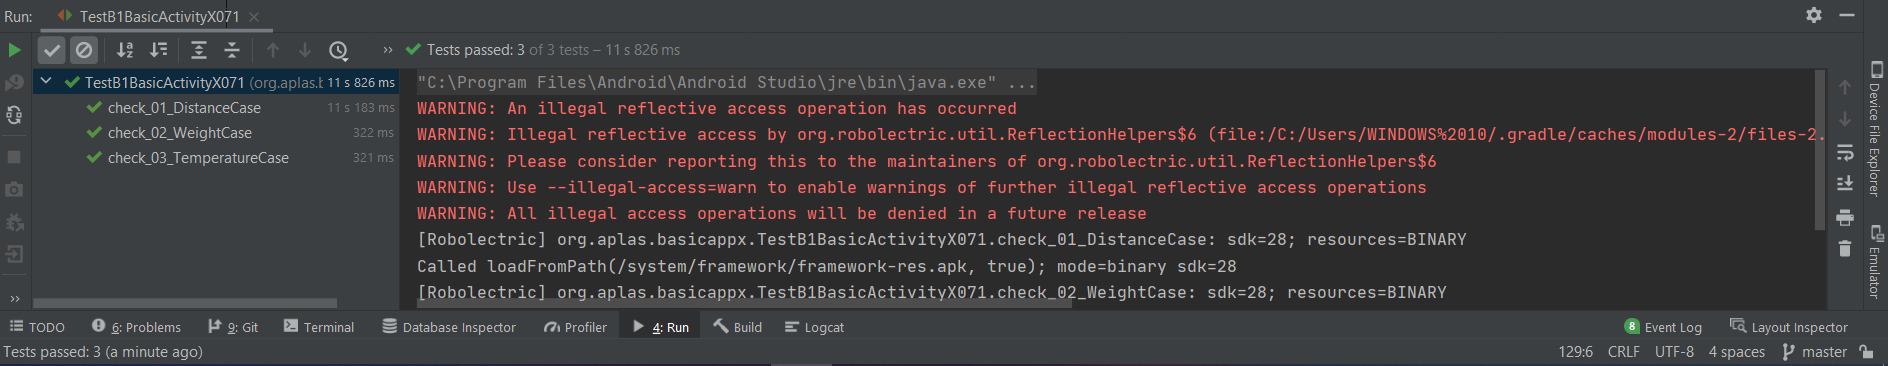 Run: TestB1BasicActivityX071
Tests passed: 3 of 3 tests – 11 s 826 ms
TestB1BasicActivityX071 (org.aplas.b 11 s 826 ms
check_01_DistanceCase 11 s 183 ms
check_02_WeightCase 322 ms
check_03_TemperatureCase 321 ms
"C:\Program Files\Android\Android Studio\jre\bin\java.exe" ...
WARNING: An illegal reflective access operation has occurred
WARNING: Illegal reflective access by org.robolectric.util.ReflectionHelpers$6 (file:/C:/Users/WINDOWS%2010/.gradle/caches/modules-2/files-2.
WARNING: Please consider reporting this to the maintainers of org.robolectric.util.ReflectionHelpers$6
WARNING: Use --illegal-access=warn to enable warnings of further illegal reflective access operations
WARNING: All illegal access operations will be denied in a future release
[Robolectric] org.aplas.basicappx.TestB1BasicActivityX071.check_01_DistanceCase: sdk=28; resources=BINARY
Called loadFromPath(/system/framework/framework-res.apk, true); mode=binary sdk=28
[Robolectric] org.aplas.basicappx.TestB1BasicActivityX071.check_02_WeightCase: sdk=28; resources=BINARY
Device File Explorer
Emulator
TODO 6: Problems 9: Git Terminal Database Inspector Profiler 4: Run Build Logcat 8 Event Log Layout Inspector
Tests passed: 3 (a minute ago) 129:6 CRLF UTF-8 4 spaces master